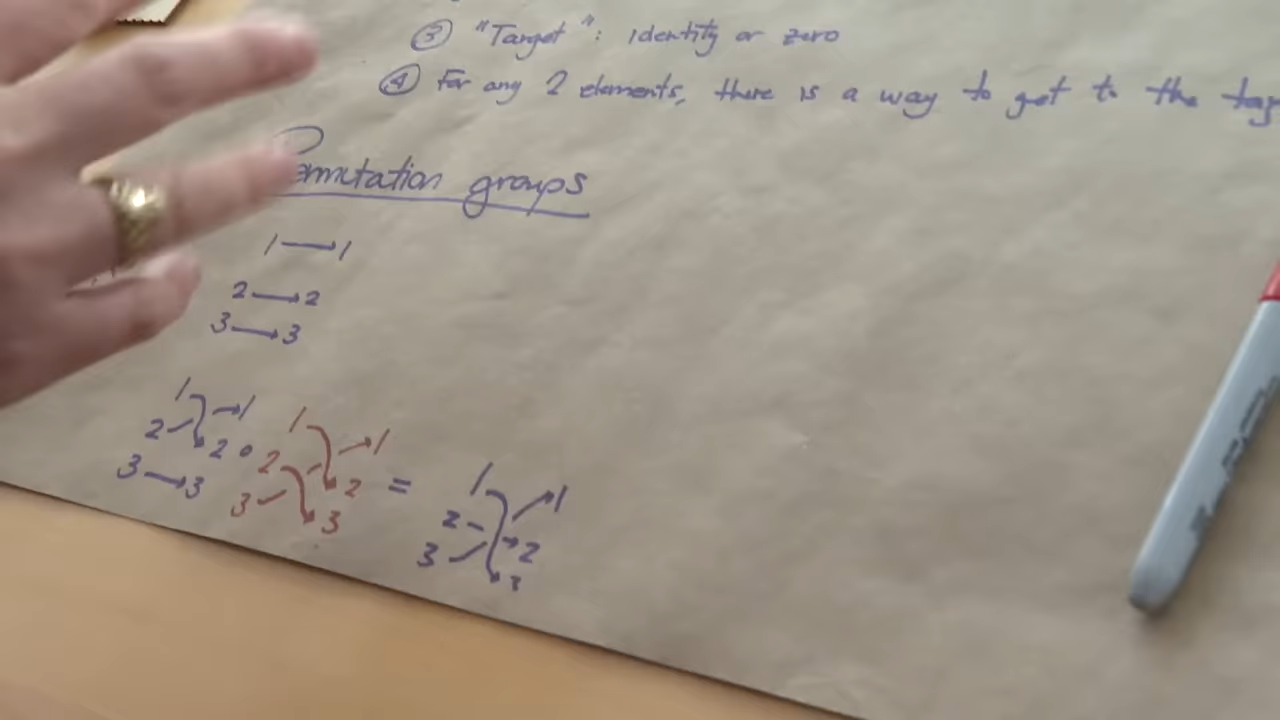 ③ "Target": identity or zero
④ For any 2 elements, there is a way to get to the
Permutation groups
1 → 1
2 → 2
3 → 3
1 → 1 1 → 1 1 → 1
2 → 2 ∘ 2 → 2 = 2 → 2
3 → 3 3 → 3 3 → 3